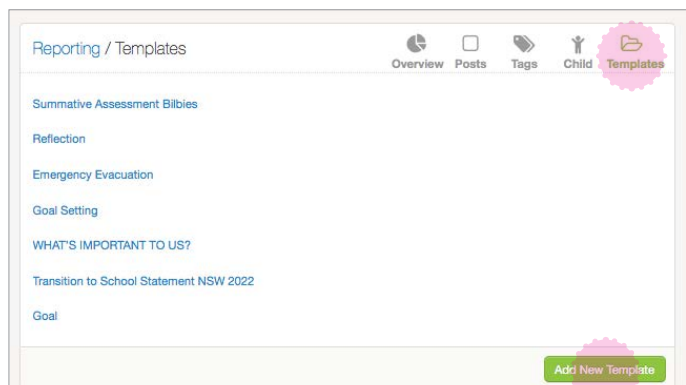 Reporting / Templates
Overview Posts Tags Child Templates
Summative Assessment Bilbies
Reflection
Emergency Evacuation
Goal Setting
WHAT'S IMPORTANT TO US?
Transition to School Statement NSW 2022
Goal
Add New Template